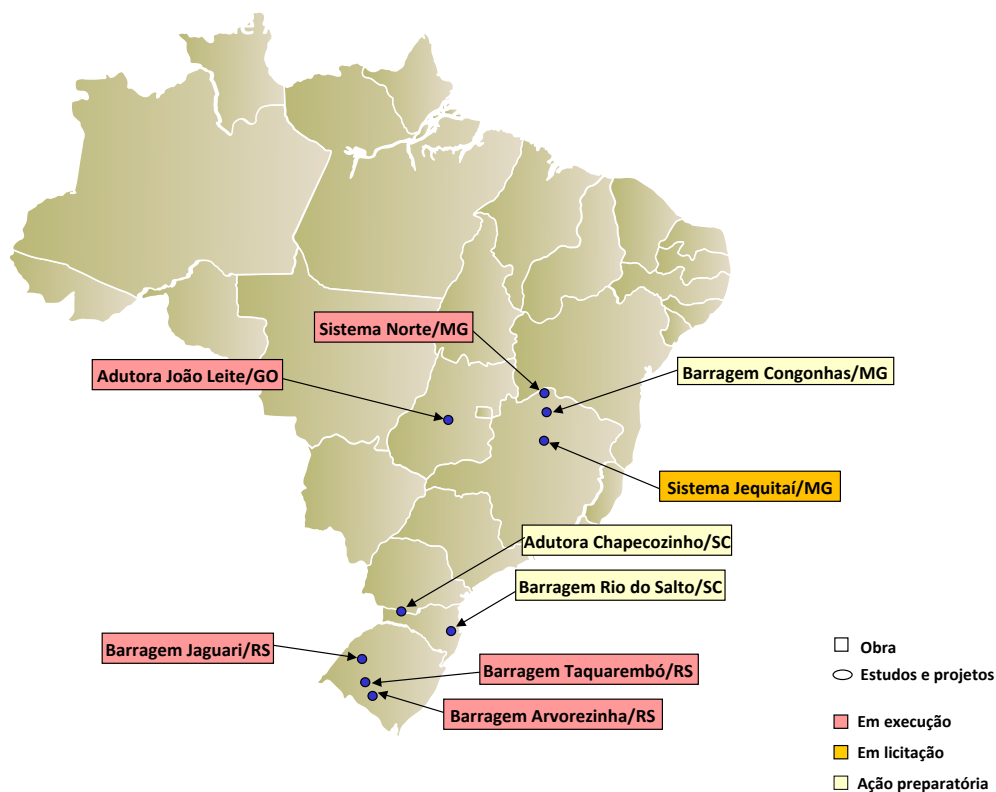 Sistema Norte/MG
Adutora João Leite/GO
Barragem Congonhas/MG
Sistema Jequitaí/MG
Adutora Chapecozinho/SC
Barragem Rio do Salto/SC
Barragem Jaguari/RS
Barragem Taquarembó/RS
Barragem Arvorezinha/RS
Obra
Estudos e projetos
Em execução
Em licitação
Ação preparatória